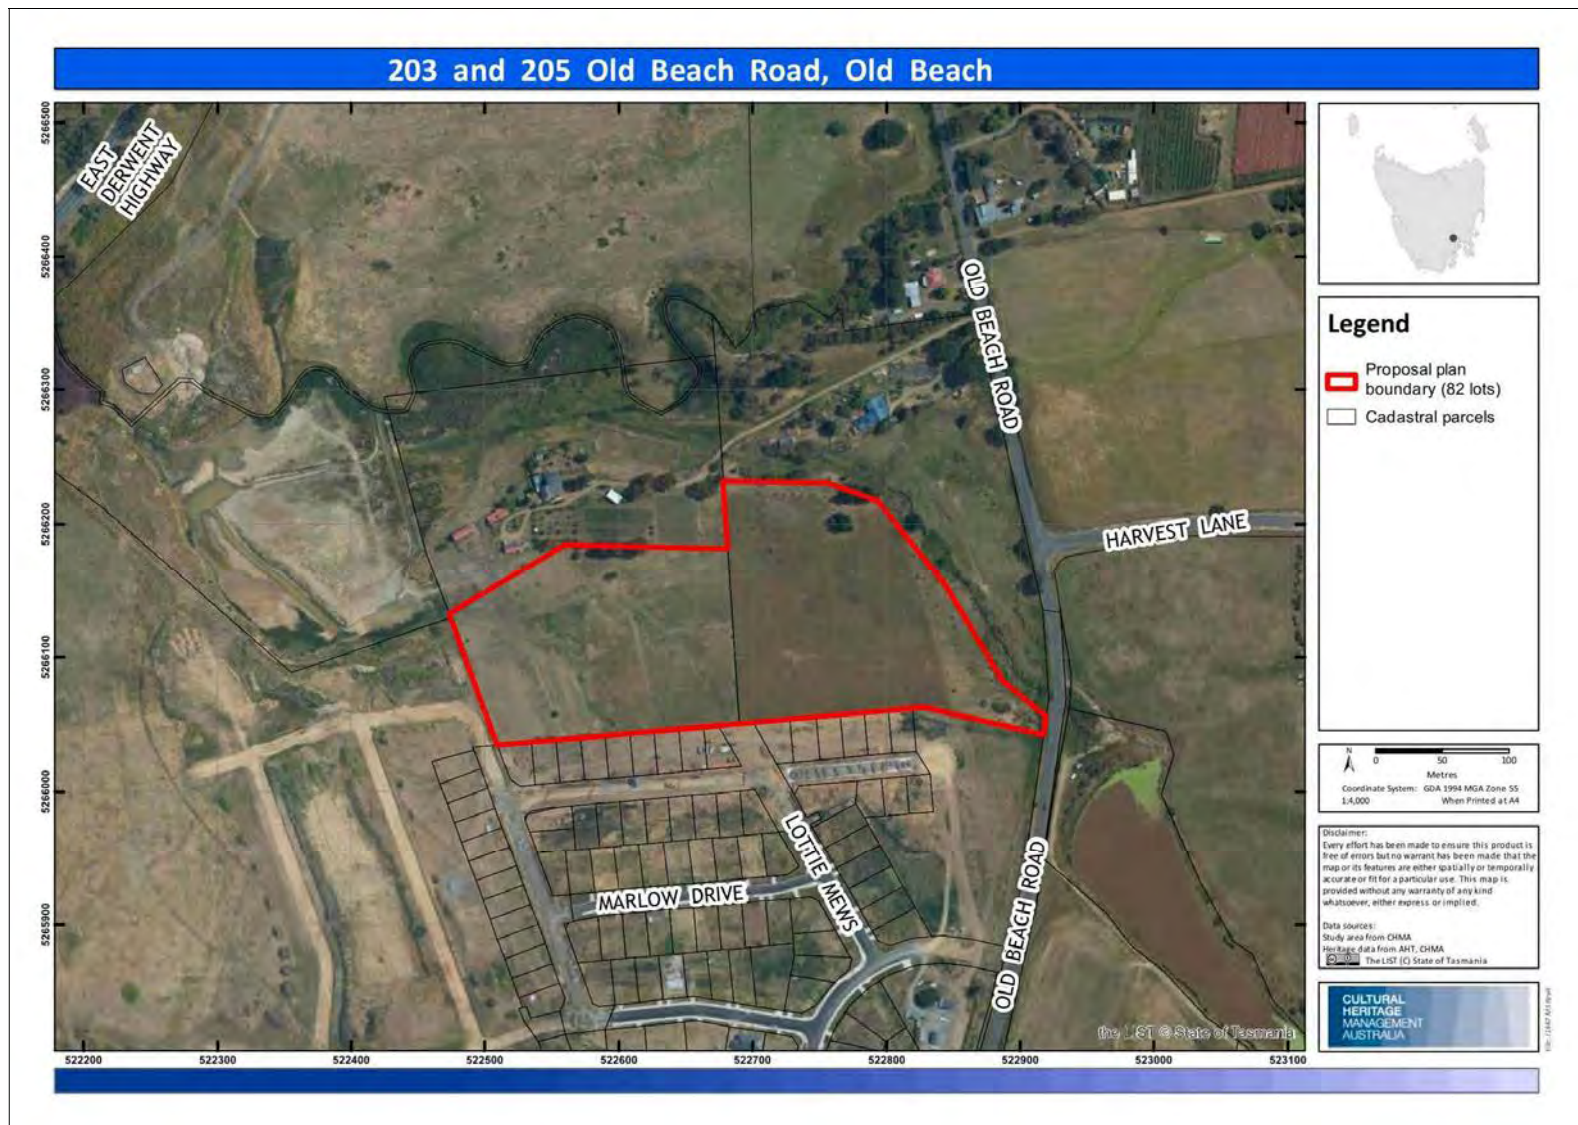 203 and 205 Old Beach Road, Old Beach
EAST
DERWENT
HIGHWAY
OLD BEACH ROAD
HARVEST LANE
LOTTIE MEWS
MARLOW DRIVE
OLD BEACH ROAD
the LIST © State of Tasmania
5266500
5266400
5266300
5266200
5266100
5266000
5265900
522200
522300
522400
522500
522600
522700
522800
522900
523000
523100
Legend
Proposal plan
boundary (82 lots)
Cadastral parcels
N
0 50 100
Metres
Coordinate System: GDA 1994 MGA Zone 55
1:4,000 When Printed at A4
Disclaimer:
Every effort has been made to ensure this product is
free of errors but no warrant has been made that the
map or its features are either spatially or temporally
accurate or fit for a particular use. This map is
provided without any warranty of any kind
whatsoever, either express or implied.
Data sources:
Study area from CHMA
Heritage data from AHT, CHMA
The LIST (C) State of Tasmania
CULTURAL
HERITAGE
MANAGEMENT
AUSTRALIA